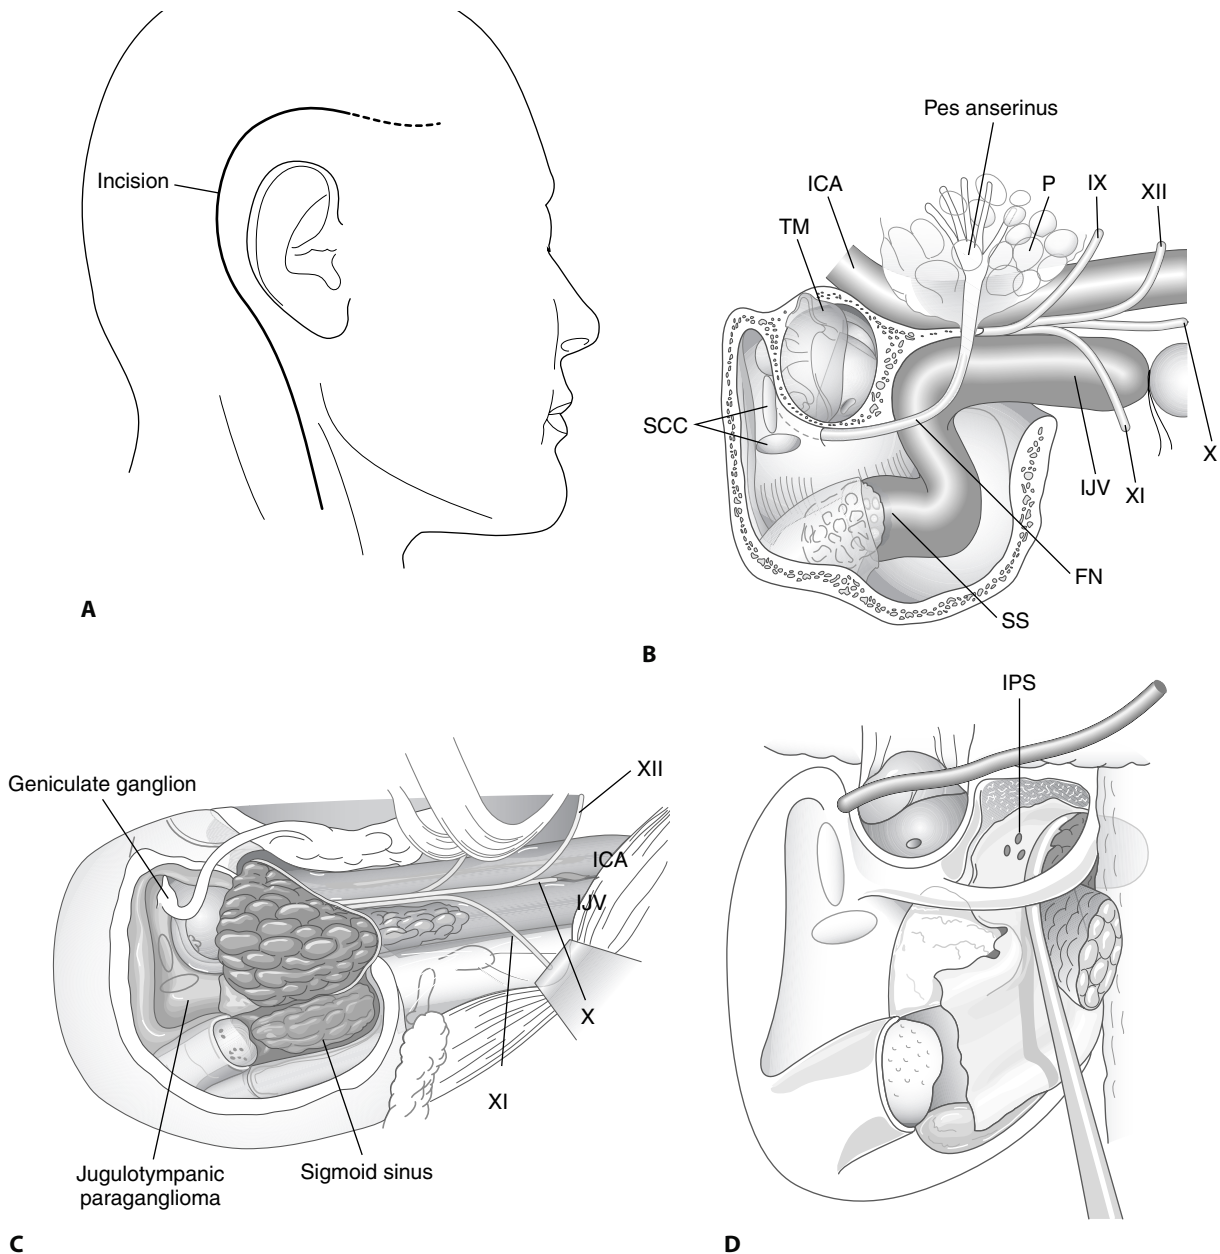 Incision
A
Pes anserinus
ICA
P
IX
XII
TM
SCC
X
IJV
XI
FN
SS
B
Geniculate ganglion
XII
ICA
IJV
X
XI
Jugulotympanic
paraganglioma
Sigmoid sinus
C
IPS
D